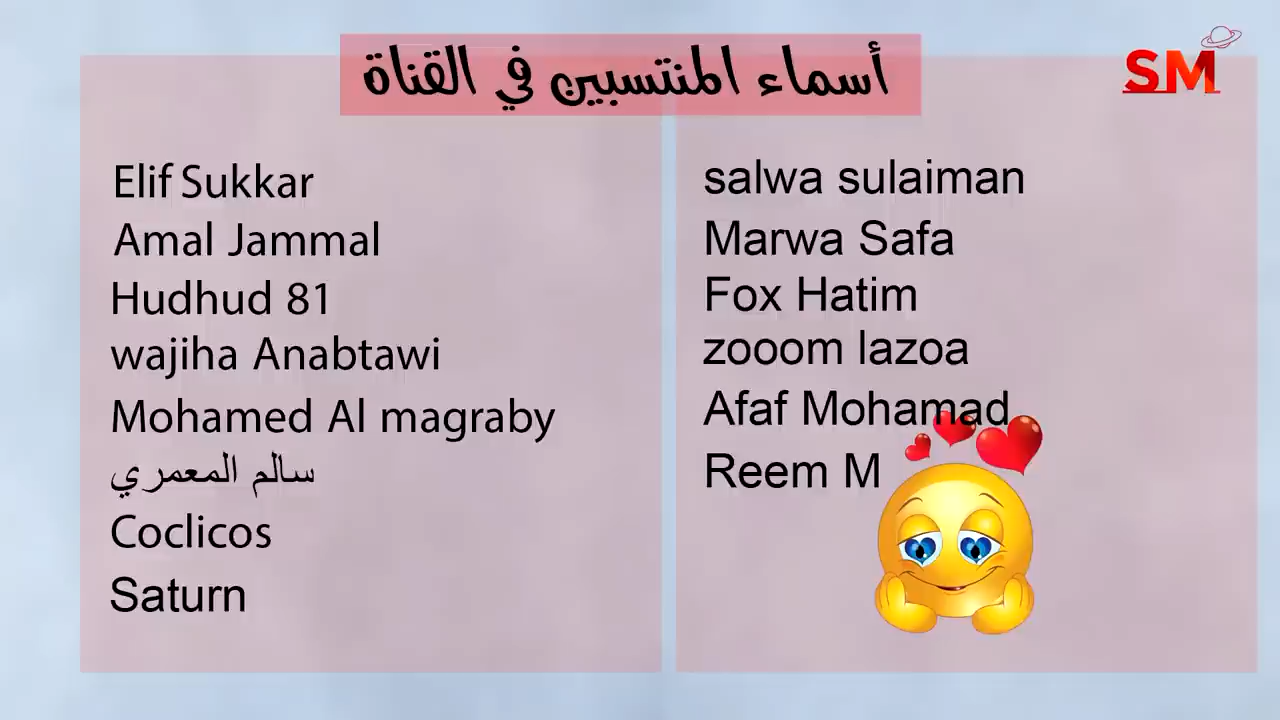 أسماء المنتسبين في القناة
SM
Elif Sukkar
Amal Jammal
Hudhud 81
wajiha Anabtawi
Mohamed Al magraby
سالم المعمري
Coclicos
Saturn
salwa sulaiman
Marwa Safa
Fox Hatim
zooom lazoa
Afaf Mohamad
Reem M